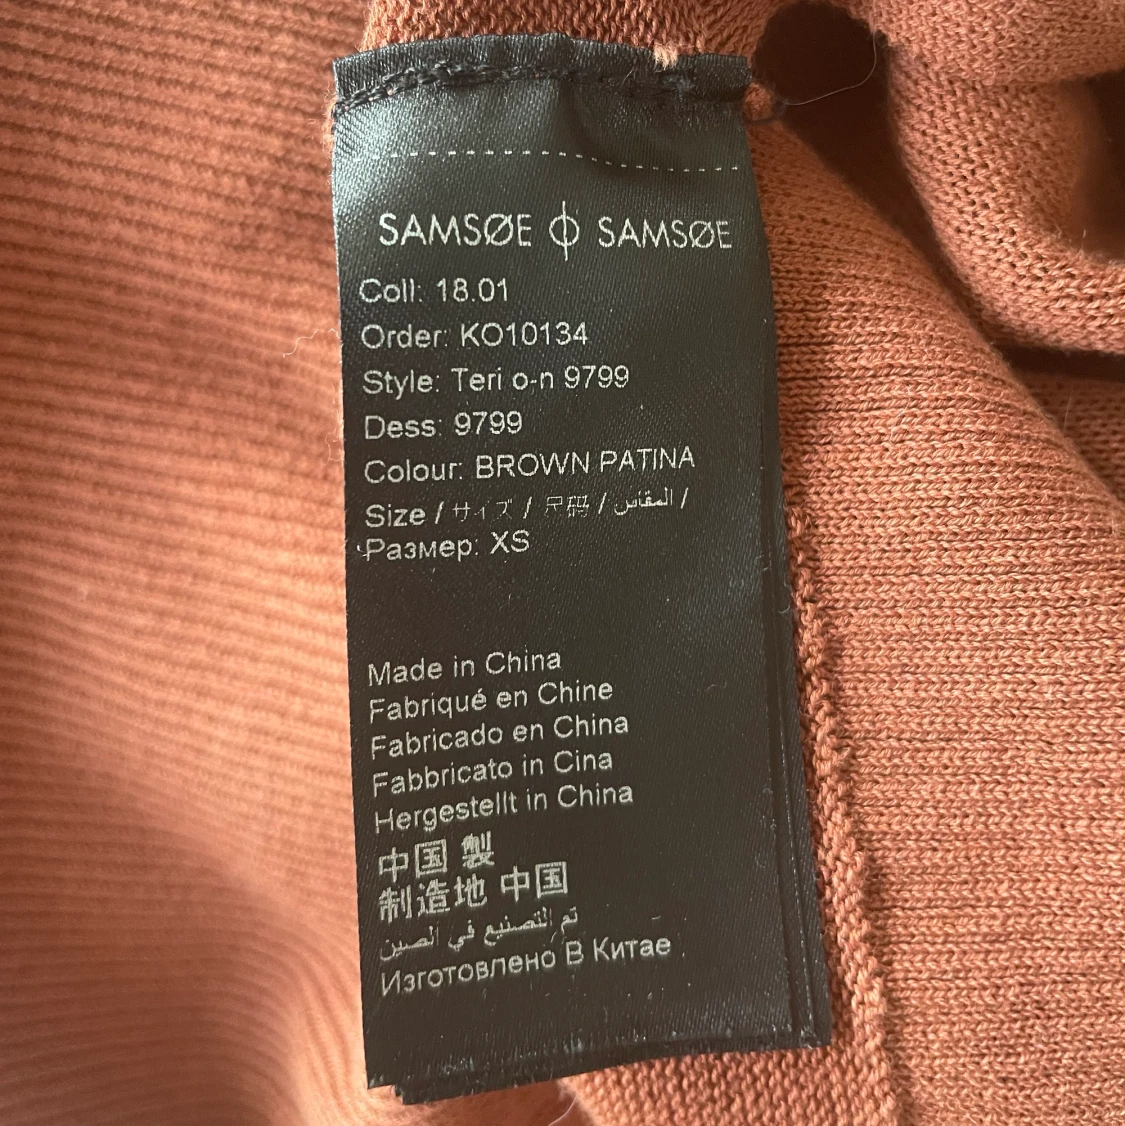 SAMSØE ϕ SAMSØE
Coll: 18.01
Order: KO10134
Style: Teri o-n 9799
Dess: 9799
Colour: BROWN PATINA
Size / サイズ / 尺码 / المقاس /
Размер: XS
Made in China
Fabriqué en Chine
Fabricado en China
Fabbricato in Cina
Hergestellt in China
中国 製
制造地 中国
تم التصنيع في الصين
Изготовлено В Китае